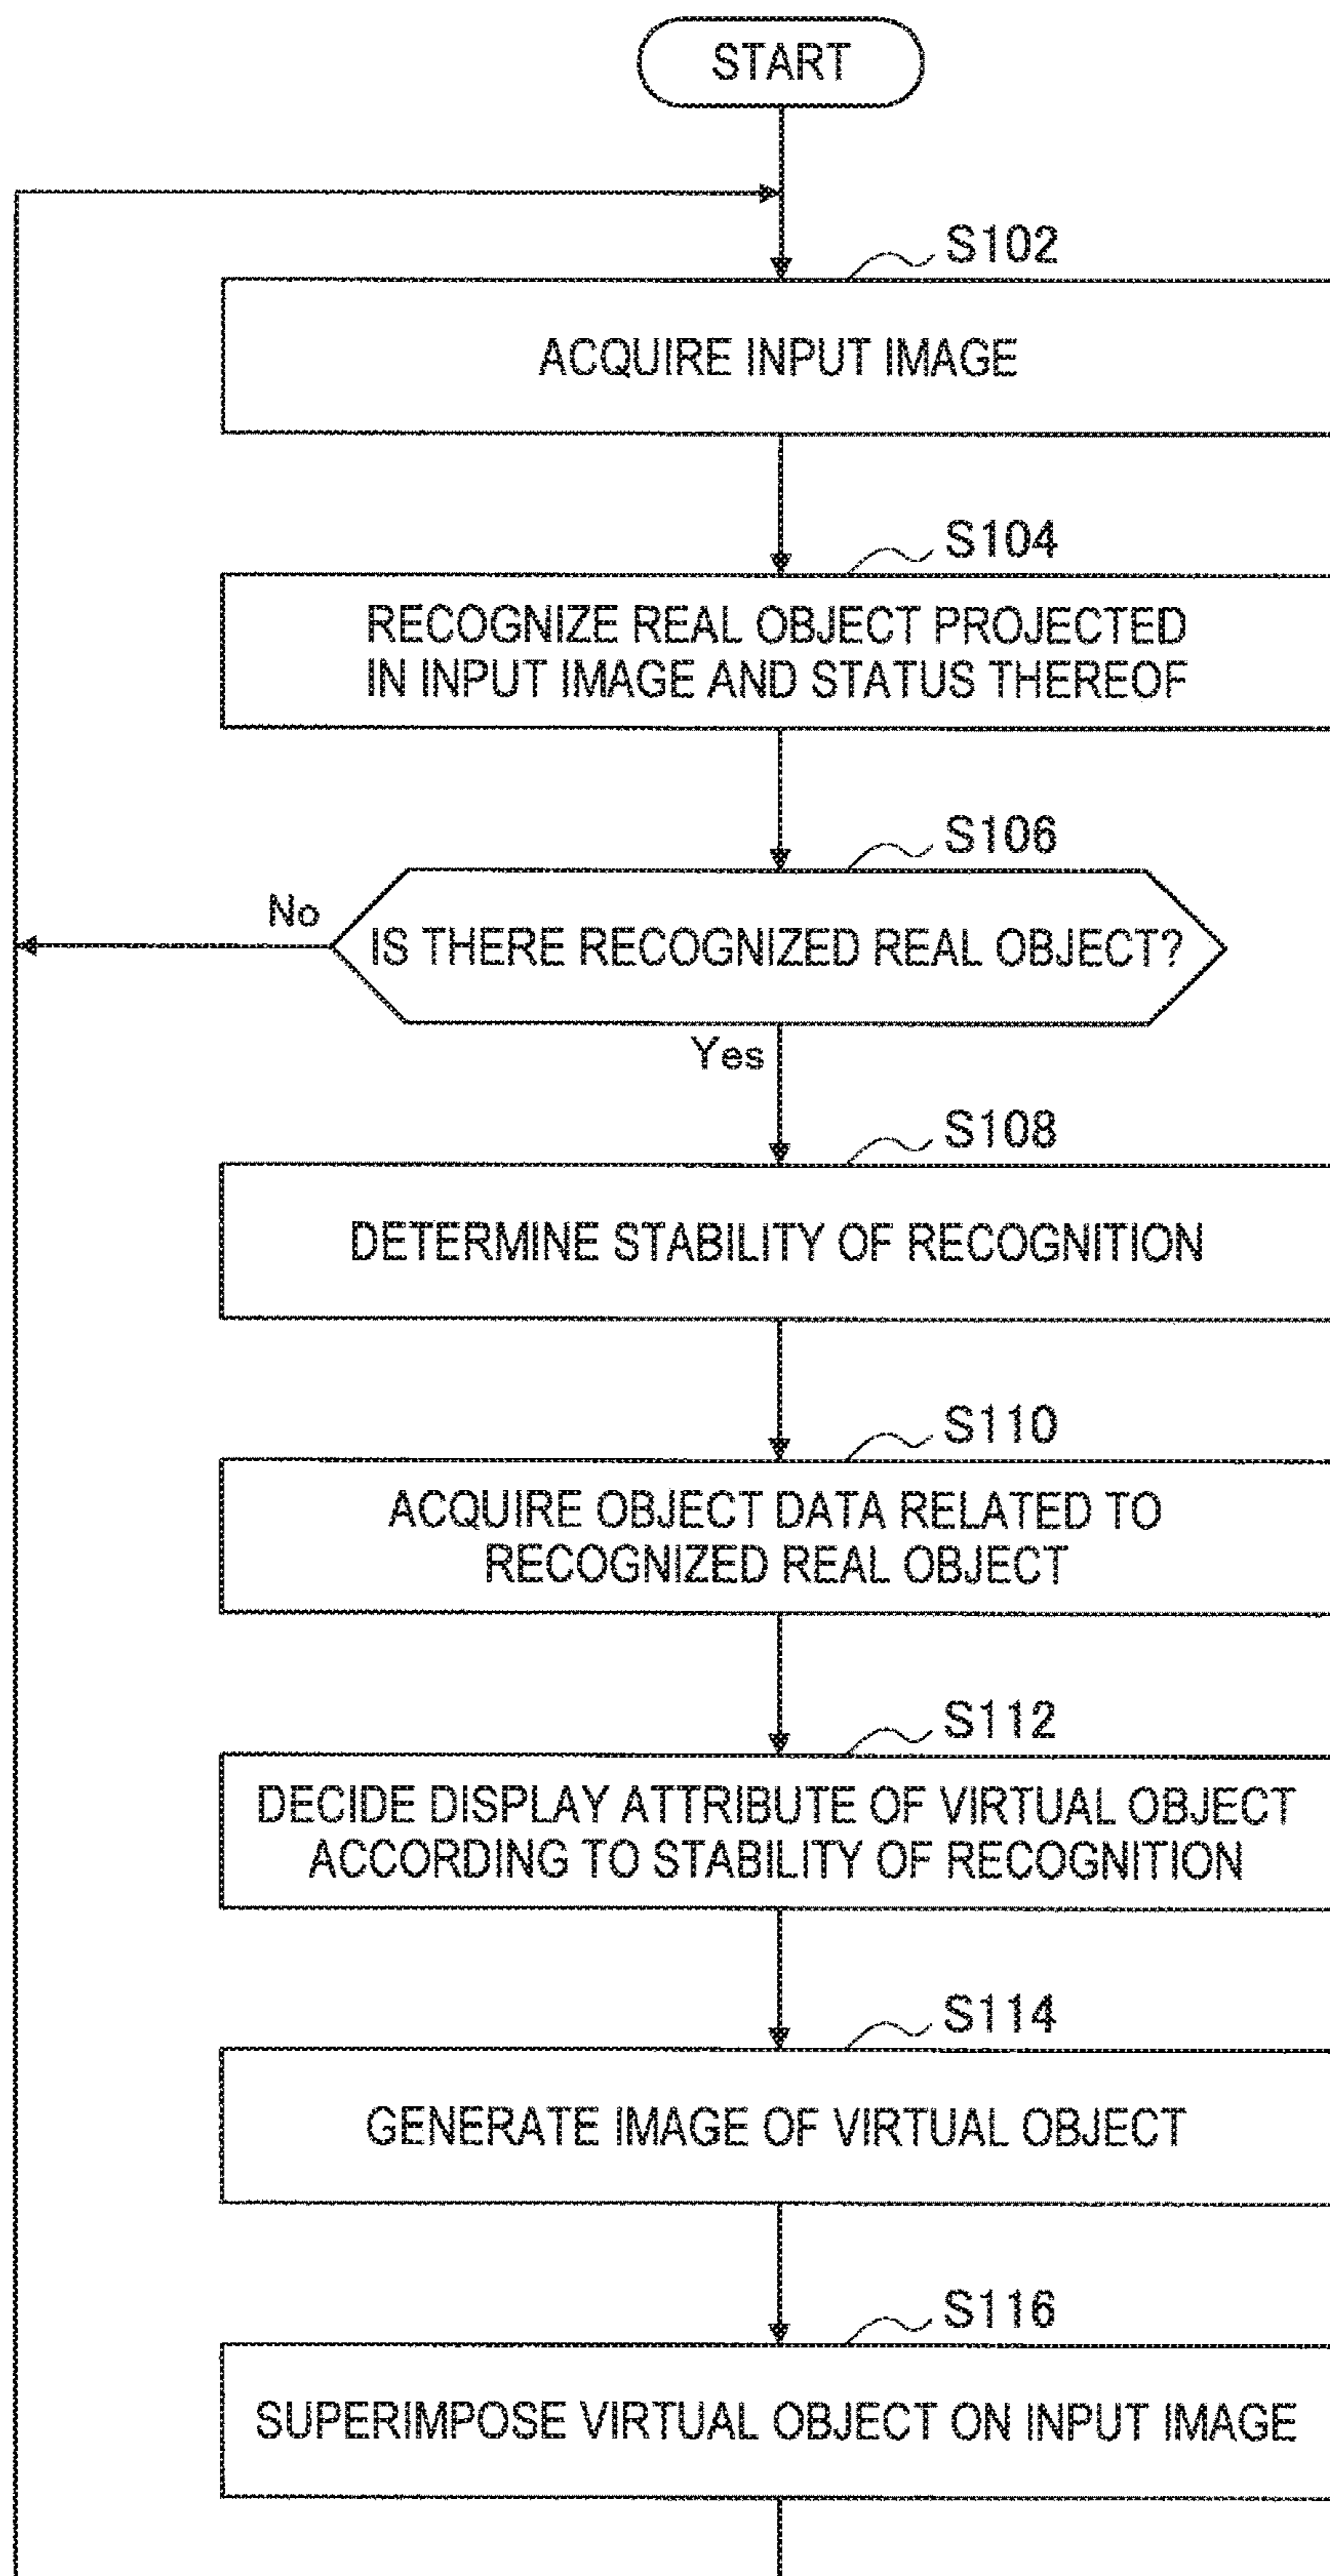 START
S102
ACQUIRE INPUT IMAGE
S104
RECOGNIZE REAL OBJECT PROJECTED
IN INPUT IMAGE AND STATUS THEREOF
S106
No
IS THERE RECOGNIZED REAL OBJECT?
Yes
S108
DETERMINE STABILITY OF RECOGNITION
S110
ACQUIRE OBJECT DATA RELATED TO
RECOGNIZED REAL OBJECT
S112
DECIDE DISPLAY ATTRIBUTE OF VIRTUAL OBJECT
ACCORDING TO STABILITY OF RECOGNITION
S114
GENERATE IMAGE OF VIRTUAL OBJECT
S116
SUPERIMPOSE VIRTUAL OBJECT ON INPUT IMAGE